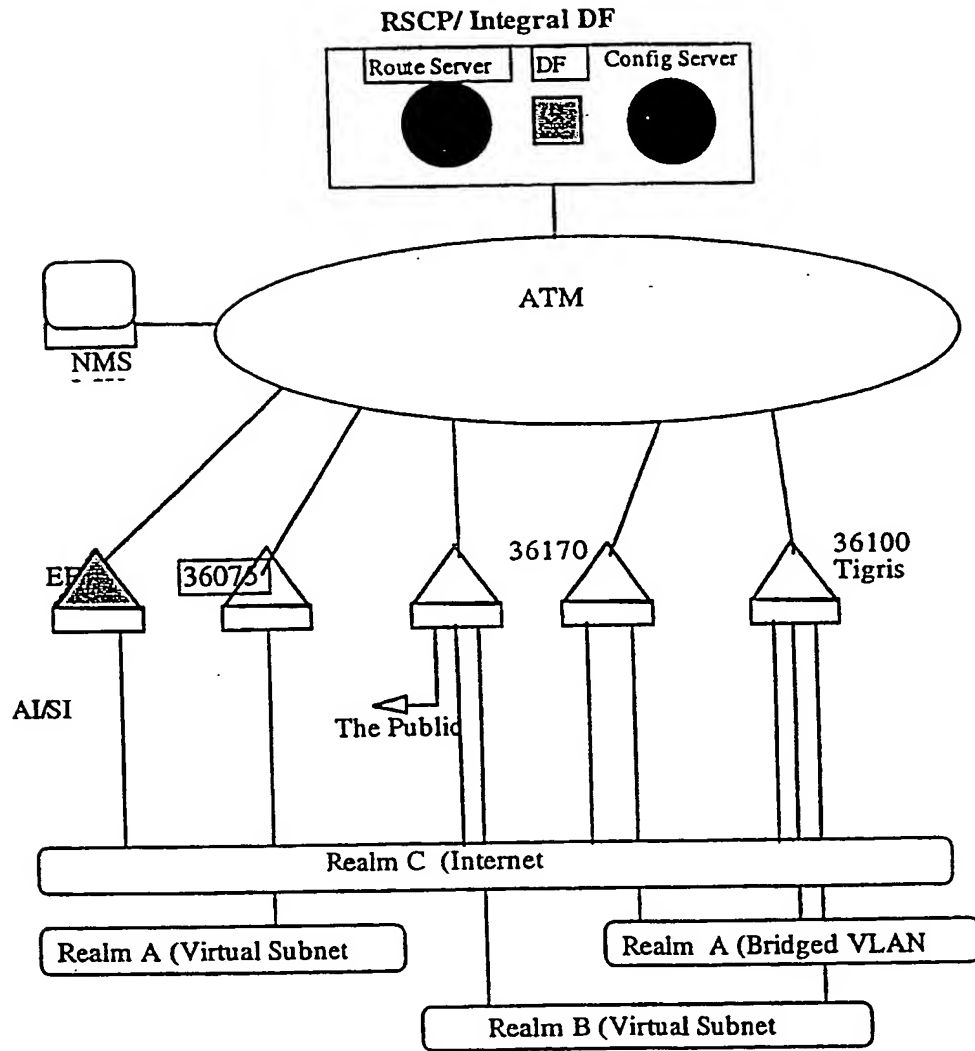 RSCP/ Integral DF
Route Server
DF
Config Server
ATM
NMS
36075
36170
36100
Tigris
AI/SI
The Public
Realm C (Internet
Realm A (Virtual Subnet
Realm A (Bridged VLAN
Realm B (Virtual Subnet